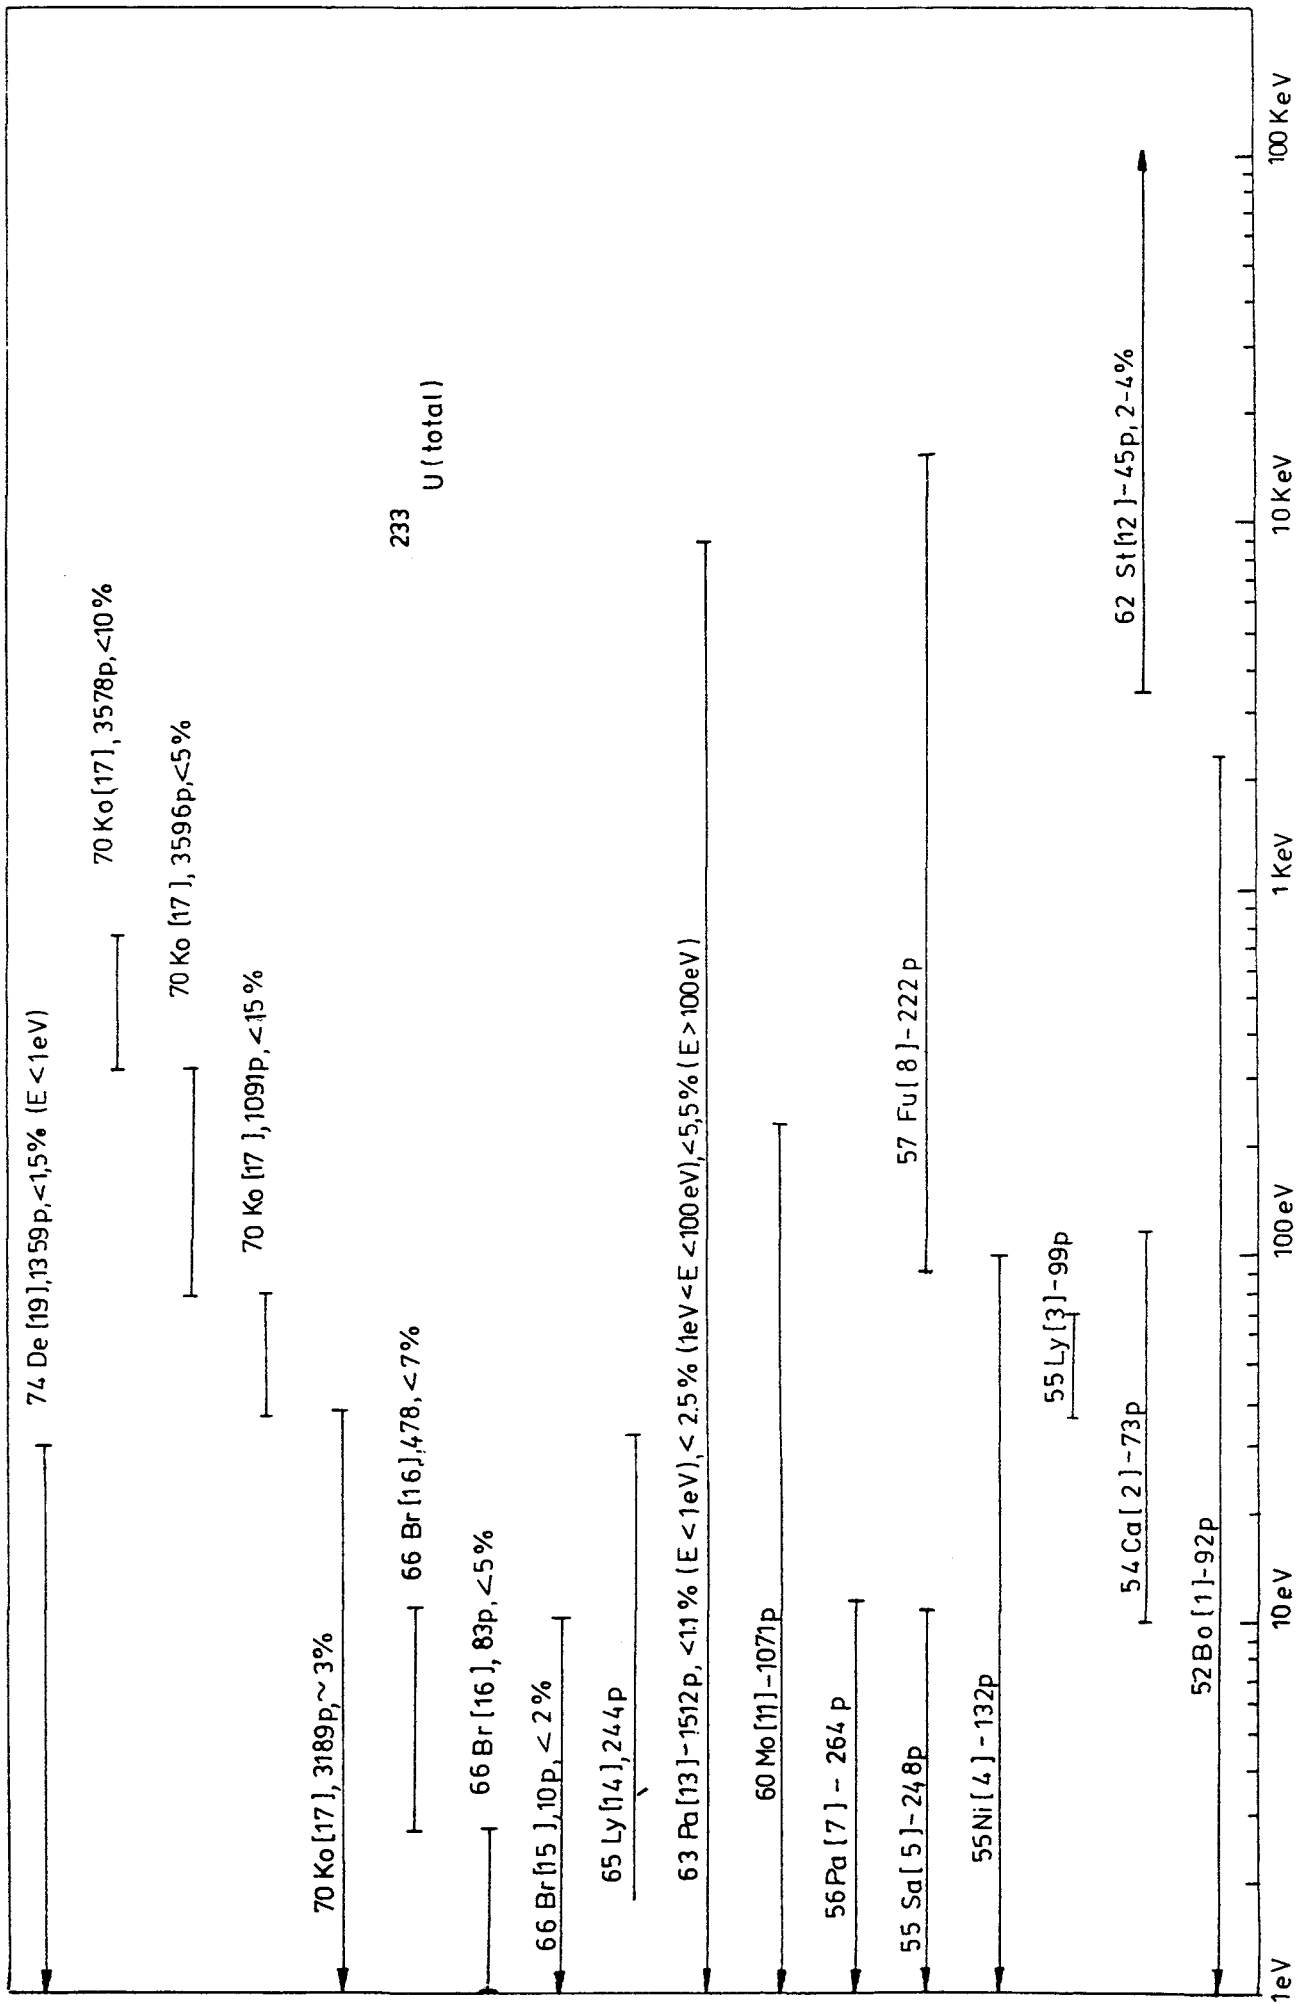 74 De [19], 1359p, <1,5% (E <1eV)
70 Ko [17], 3578p, <10%
70 Ko [17], 3596p, <5%
70 Ko [17], 1091p, <15%
70 Ko [17], 3189p, ~3%
233
U (total)
66 Br [16], 478, <7%
66 Br [16], 83p, <5%
66 Br [15], 10p, <2%
65 Ly [14], 244p
63 Pa [13]-1512p, <1.1% (E <1eV), <2.5% (1eV <E <100eV), <5,5% (E >100eV)
60 Mo [11]-1071p
56 Pa [7] - 264 p
57 Fu [8]-222 p
55 Sa [5]-248p
55 Ni [4] - 132p
55 Ly [3]-99p
62 St [12]-45p, 2-4%
54 Ca [2]-73p
52 Bo [1]-92p
1eV 10eV 100eV 1KeV 10KeV 100KeV